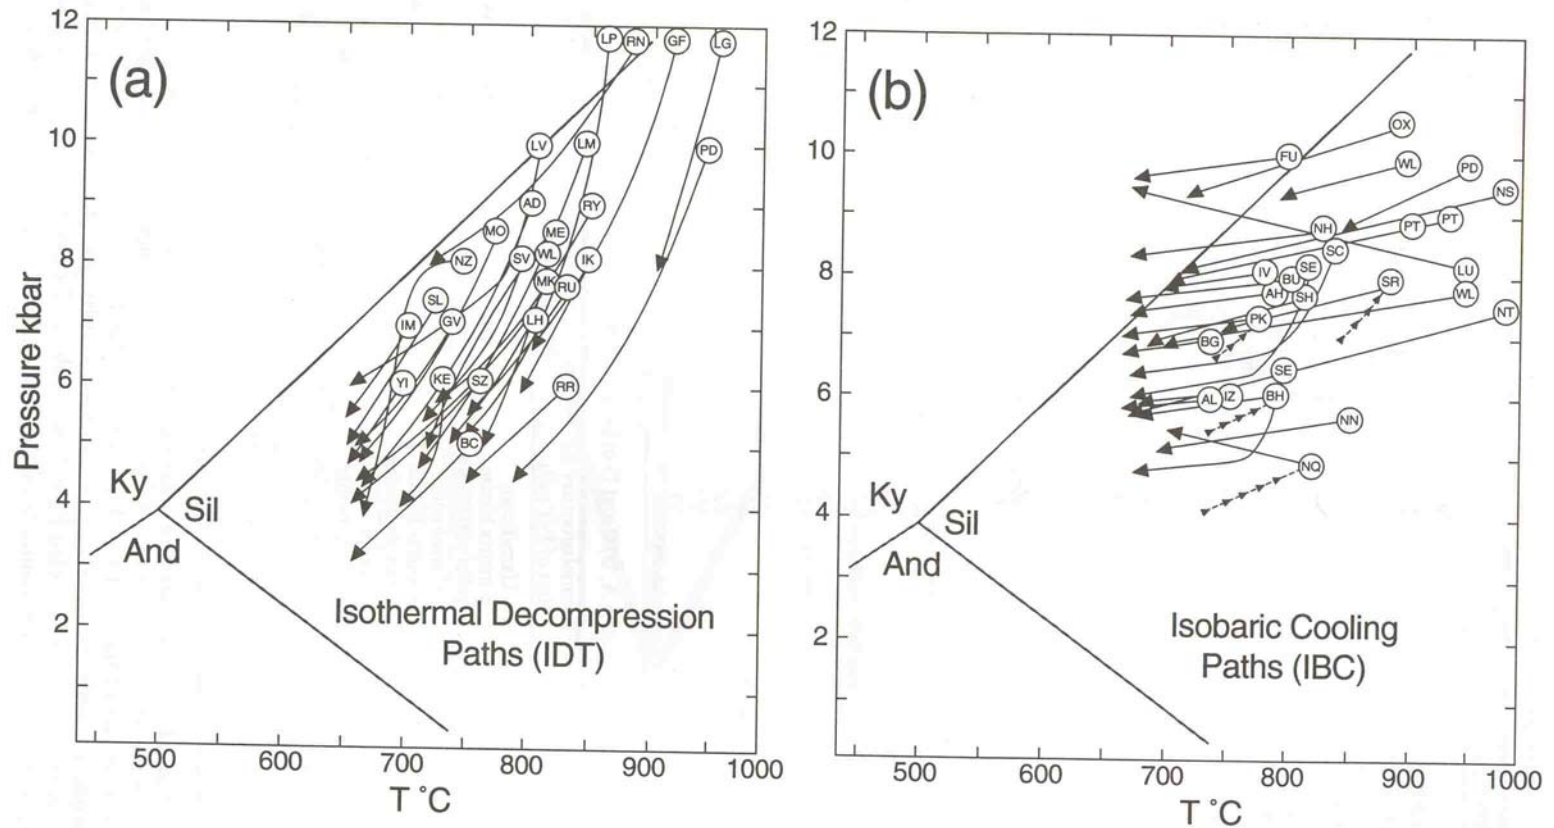 (a)
12
10
8
6
4
2
Pressure kbar
LP
RN
GF
LG
LV
LM
PD
AD
RY
MO
ME
NZ
SV
WL
IK
MK
RU
SL
IM
GV
LH
YI
KE
SZ
RR
BC
Ky
Sil
And
Isothermal Decompression
Paths (IDT)
500
600
700
800
900
1000
T °C
(b)
12
10
8
6
4
2
OX
FU
WL
PD
NS
NH
PT
PT
SC
IV
BU
SE
LU
AH
SH
SR
WL
PK
NT
BG
SE
AL
IZ
BH
NN
NQ
Ky
Sil
And
Isobaric Cooling
Paths (IBC)
500
600
700
800
900
1000
T °C